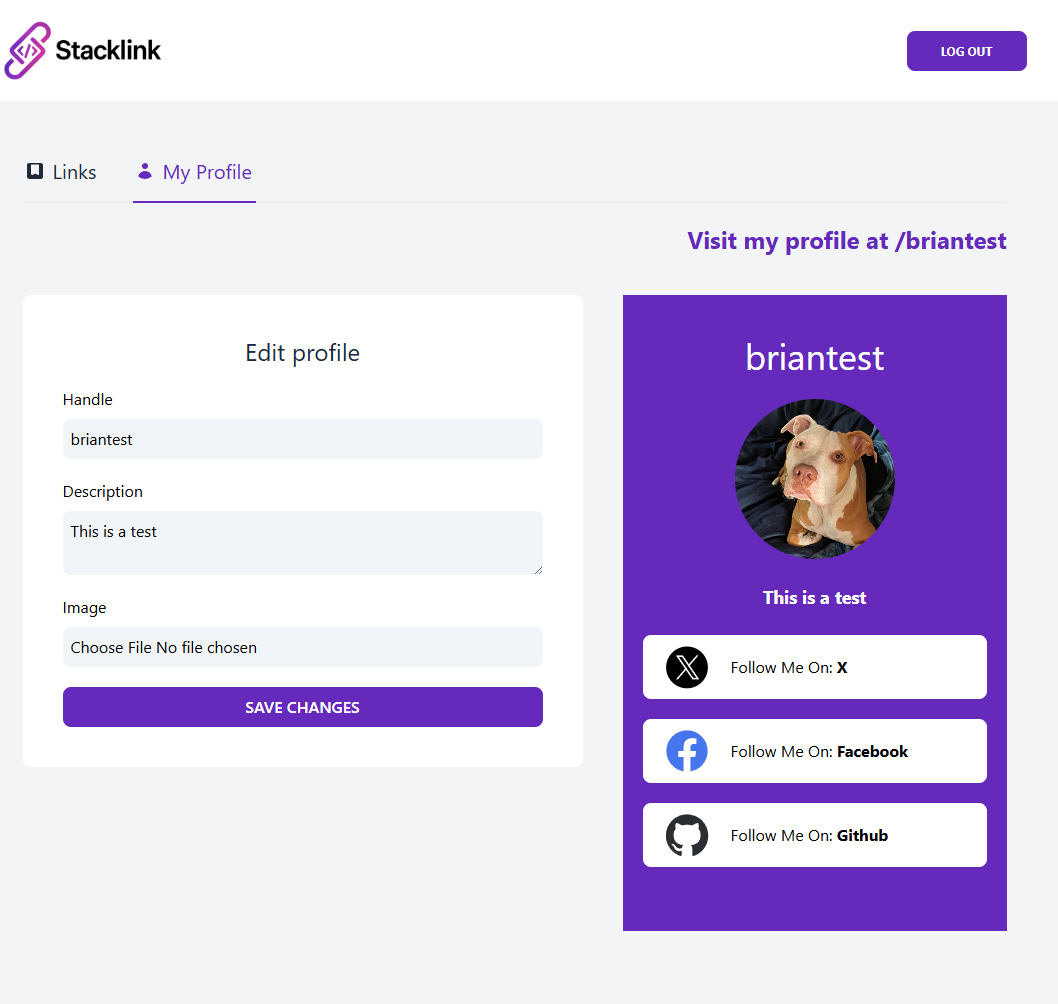 </> Stacklink
LOG OUT
Links
My Profile
Visit my profile at /briantest
Edit profile
Handle
briantest
Description
This is a test
Image
Choose File No file chosen
SAVE CHANGES
briantest
This is a test
Follow Me On: X
Follow Me On: Facebook
Follow Me On: Github